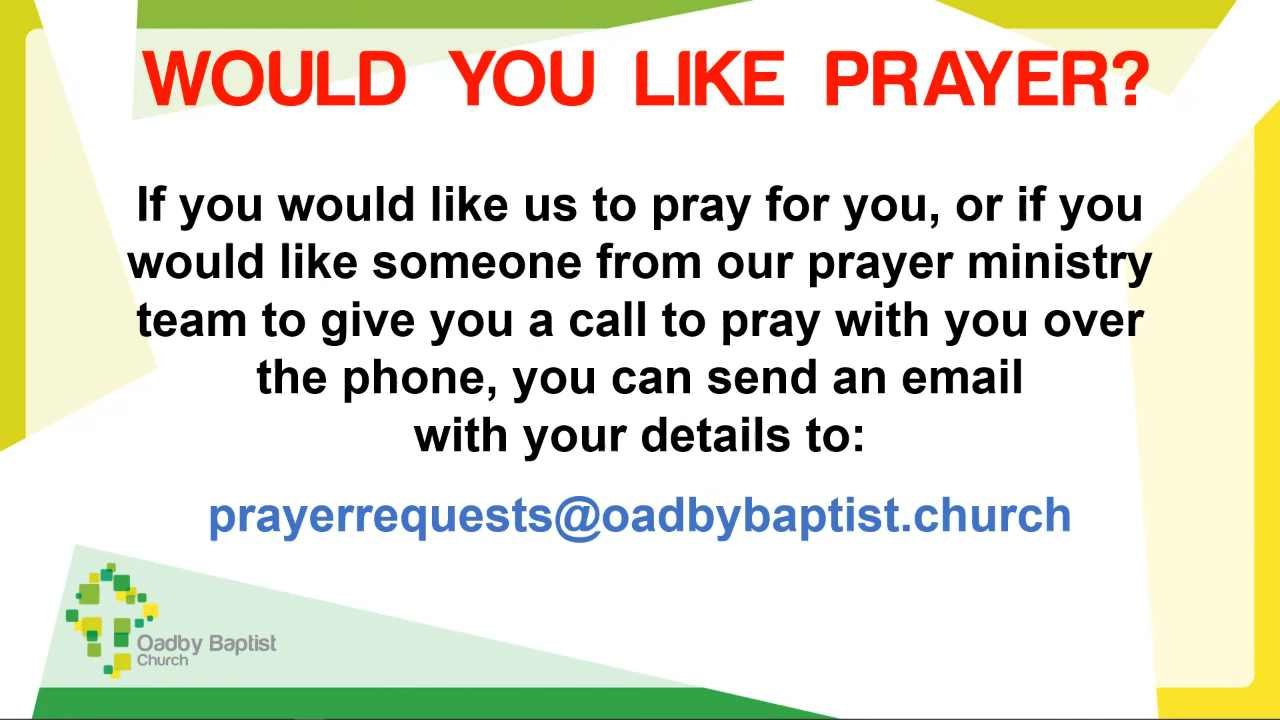 WOULD YOU LIKE PRAYER?
If you would like us to pray for you, or if you
would like someone from our prayer ministry
team to give you a call to pray with you over
the phone, you can send an email
with your details to:
prayerrequests@oadbybaptist.church
Oadby Baptist
Church